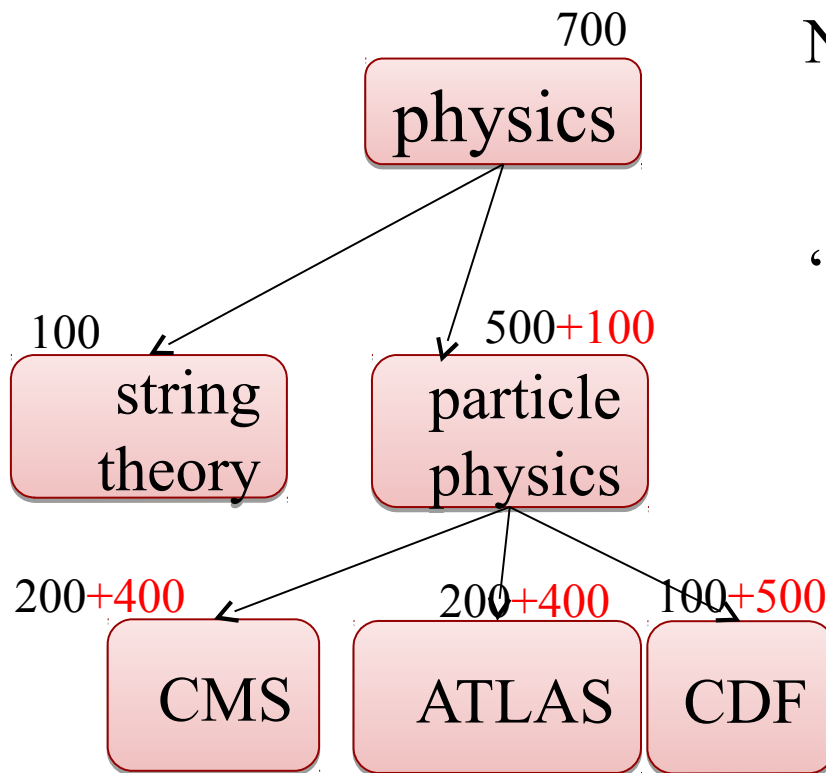 700
N
physics
‘
100
500+100
string
theory
particle
physics
200+400
200+400
100+500
CMS
ATLAS
CDF